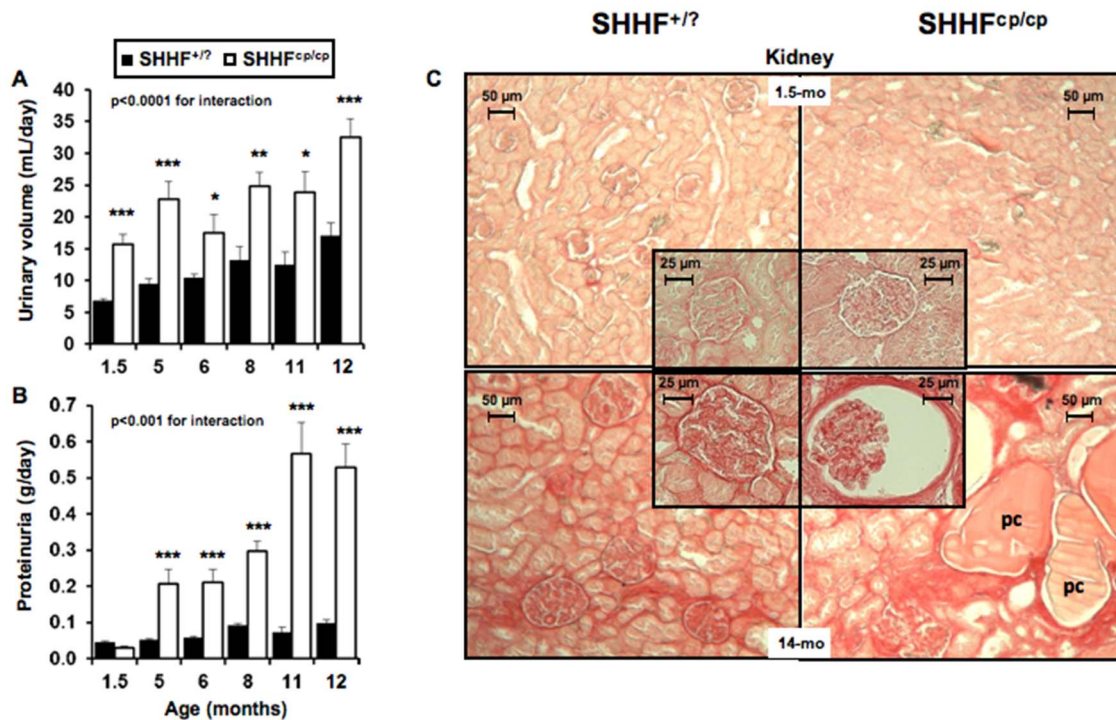 SHHF+/? SHHFcp/cp
SHHF+/? SHHFcp/cp
Kidney
A
p<0.0001 for interaction
Urinary volume (mL/day)
40
35
30
25
20
15
10
5
0
*** *** * ** * ***
1.5 5 6 8 11 12
B
p<0.001 for interaction
Proteinuria (g/day)
0.7
0.6
0.5
0.4
0.3
0.2
0.1
0.0
*** *** *** *** ***
1.5 5 6 8 11 12
Age (months)
C
50 µm
1.5-mo
50 µm
25 µm
25 µm
50 µm
25 µm
25 µm
50 µm
pc
pc
14-mo